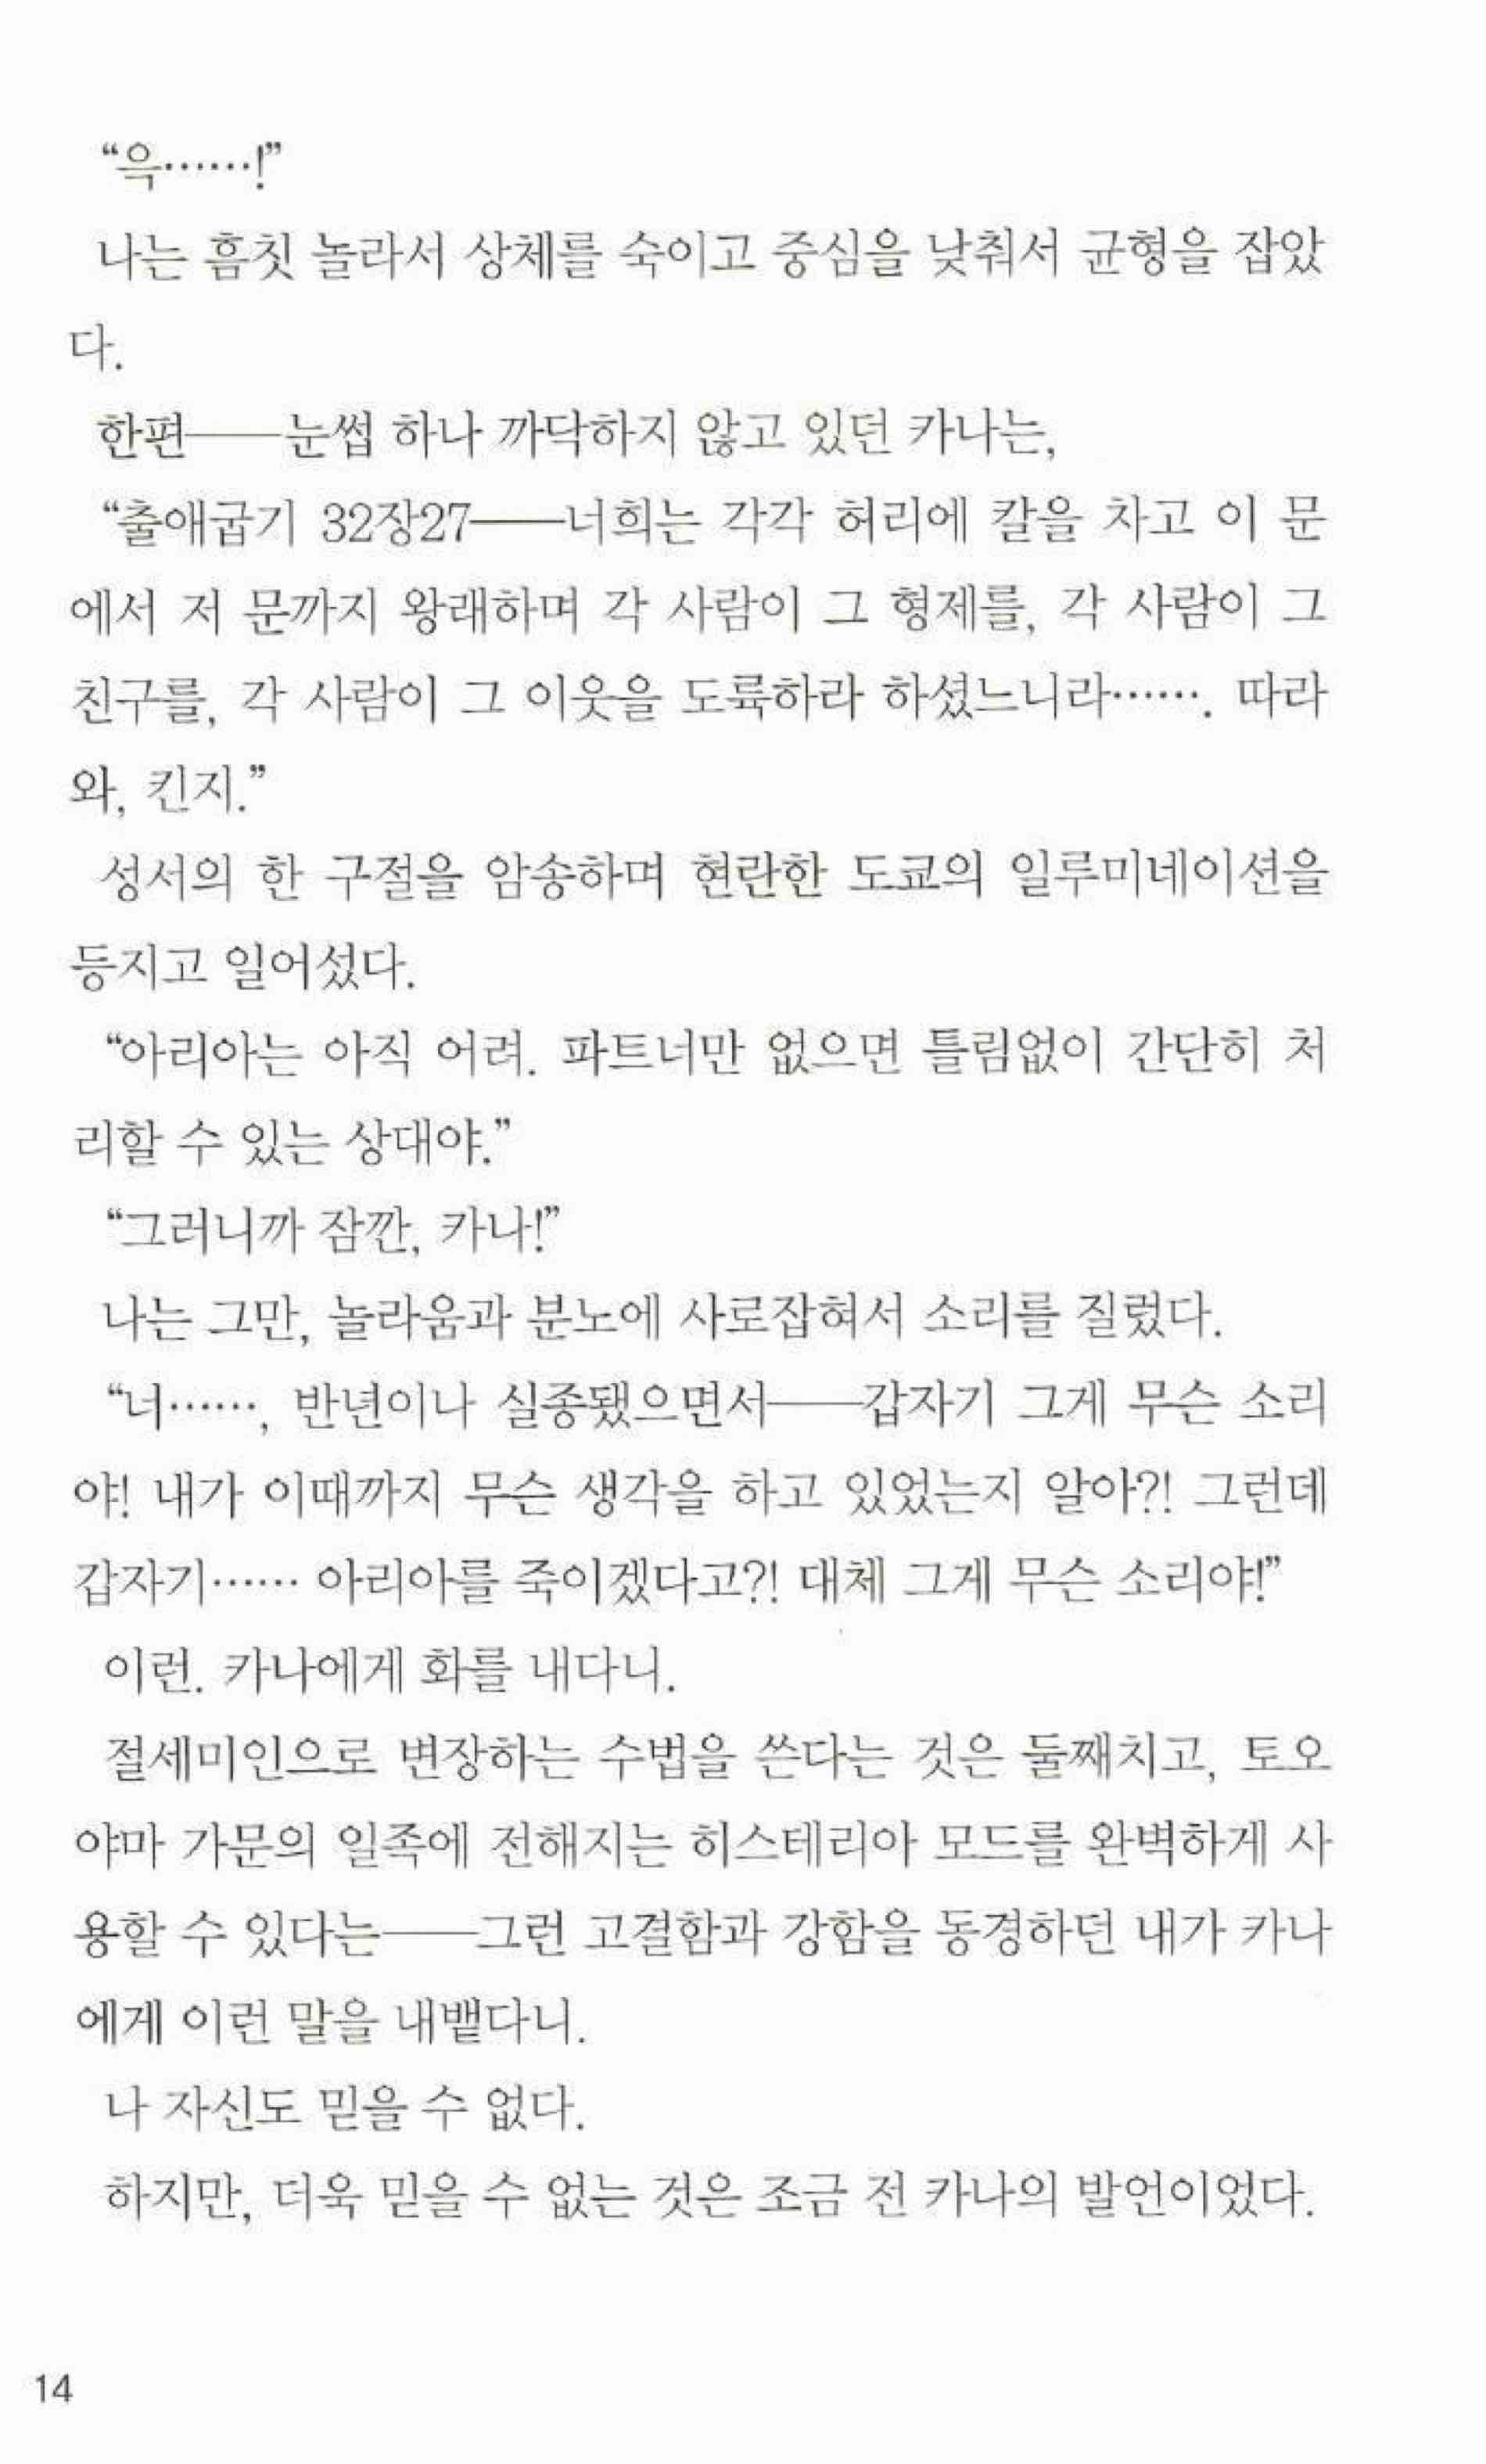 “윽……!”
나는 흠칫 놀라서 상체를 숙이고 중심을 낮춰서 균형을 잡았
다.
한편──눈썹 하나 까닥하지 않고 있던 카나는,
“출애굽기 32장27──너희는 각각 허리에 칼을 차고 이 문
에서 저 문까지 왕래하며 각 사람이 그 형제를, 각 사람이 그
친구를, 각 사람이 그 이웃을 도륙하라 하셨느니라……. 따라
와, 킨지.”
성서의 한 구절을 암송하며 현란한 도쿄의 일루미네이션을
등지고 일어섰다.
“아리아는 아직 어려. 파트너만 없으면 틀림없이 간단히 처
리할 수 있는 상대야.”
“그러니까 잠깐, 카나!”
나는 그만, 놀라움과 분노에 사로잡혀서 소리를 질렀다.
“너……, 반년이나 실종됐으면서──갑자기 그게 무슨 소리
야! 내가 이때까지 무슨 생각을 하고 있었는지 알아?! 그런데
갑자기…… 아리아를 죽이겠다고?! 대체 그게 무슨 소리야!”
이런. 카나에게 화를 내다니.
절세미인으로 변장하는 수법을 쓴다는 것은 둘째치고, 토오
야마 가문의 일족에 전해지는 히스테리아 모드를 완벽하게 사
용할 수 있다는──그런 고결함과 강함을 동경하던 내가 카나
에게 이런 말을 내뱉다니.
나 자신도 믿을 수 없다.
하지만, 더욱 믿을 수 없는 것은 조금 전 카나의 발언이었다.
14